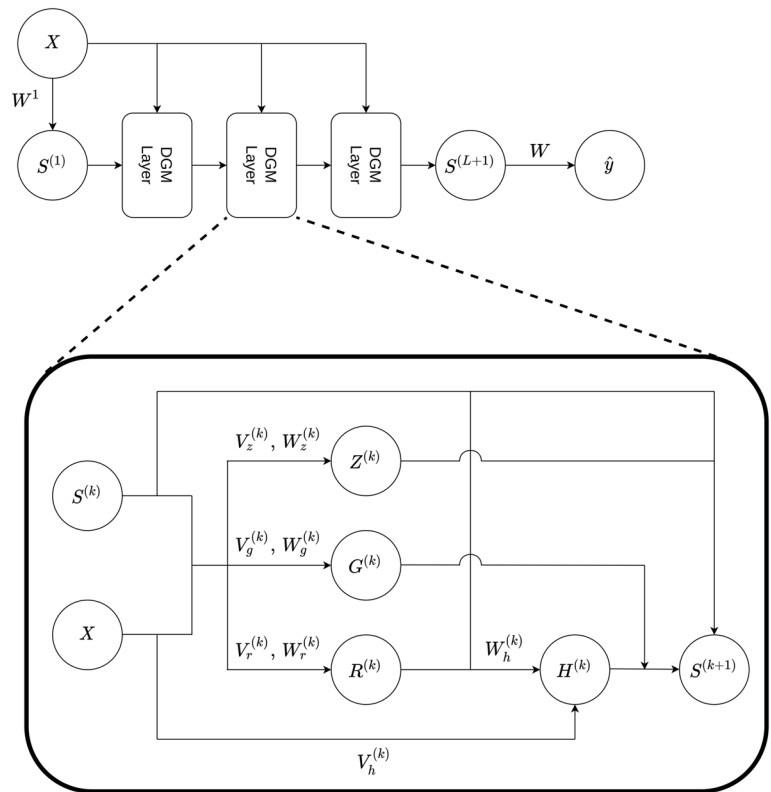 X
W^1
S^{(1)}
DGM
Layer
DGM
Layer
DGM
Layer
S^{(L+1)}
W
ŷ
V_z^{(k)}, W_z^{(k)}
Z^{(k)}
S^{(k)}
V_g^{(k)}, W_g^{(k)}
G^{(k)}
X
V_r^{(k)}, W_r^{(k)}
R^{(k)}
W_h^{(k)}
H^{(k)}
S^{(k+1)}
V_h^{(k)}